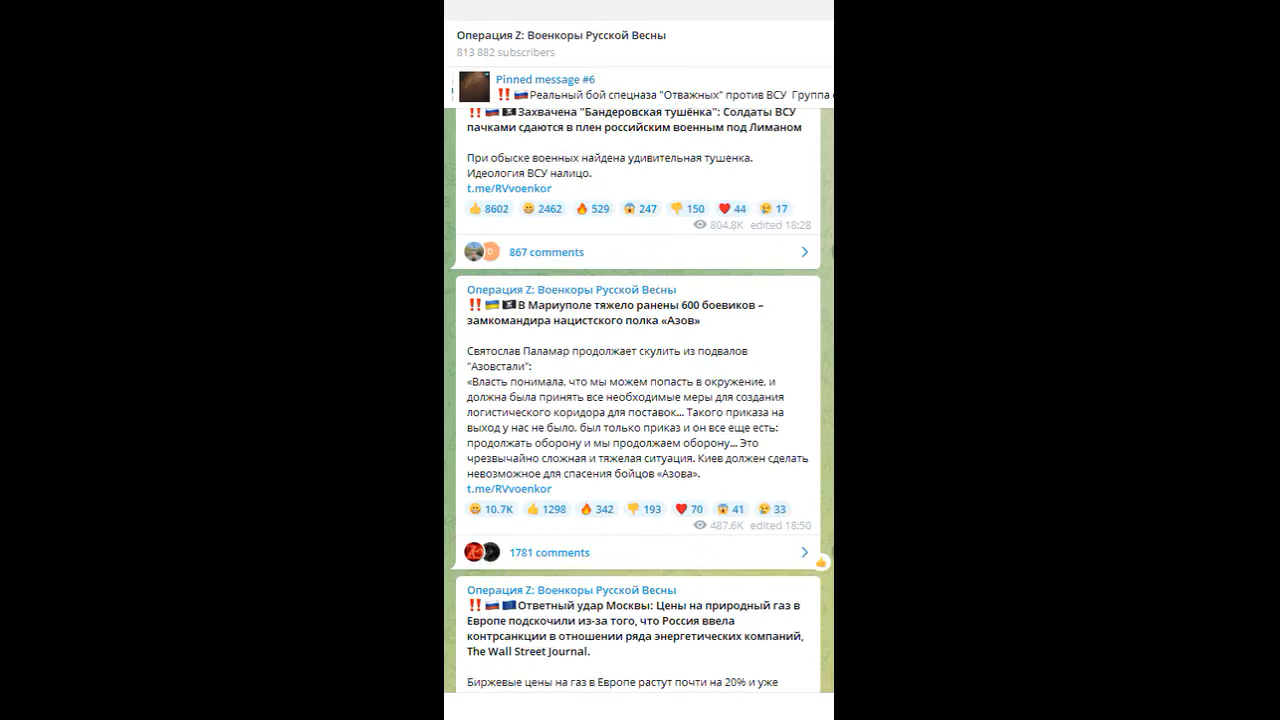 Операция Z: Военкоры Русской Весны
813 882 subscribers
Pinned message #6
‼️🇷🇺Реальный бой спецназа "Отважных" против ВСУ Группа
‼️🇷🇺🏴‍☠️Захвачена "Бандеровская тушёнка": Солдаты ВСУ
пачками сдаются в плен российским военным под Лиманом
При обыске военных найдена удивительная тушенка.
Идеология ВСУ налицо.
t.me/RVvoenkor
👍 8602 😁 2462 🔥 529 😱 247 👎 150 ❤️ 44 😢 17
804.8K edited 18:28
867 comments
Операция Z: Военкоры Русской Весны
‼️🇺🇦🏴‍☠️В Мариуполе тяжело ранены 600 боевиков –
замкомандира нацистского полка «Азов»
Святослав Паламар продолжает скулить из подвалов
"Азовстали":
«Власть понимала, что мы можем попасть в окружение, и
должна была принять все необходимые меры для создания
логистического коридора для поставок... Такого приказа на
выход у нас не было, был только приказ и он все еще есть:
продолжать оборону и мы продолжаем оборону... Это
чрезвычайно сложная и тяжелая ситуация. Киев должен сделать
невозможное для спасения бойцов «Азова».
t.me/RVvoenkor
😁 10.7K 👍 1298 🔥 342 👎 193 ❤️ 70 😱 41 😢 33
487.6K edited 18:50
1781 comments
Операция Z: Военкоры Русской Весны
‼️🇷🇺🇪🇺Ответный удар Москвы: Цены на природный газ в
Европе подскочили из-за того, что Россия ввела
контрсанкции в отношении ряда энергетических компаний,
The Wall Street Journal.
Биржевые цены на газ в Европе растут почти на 20% и уже